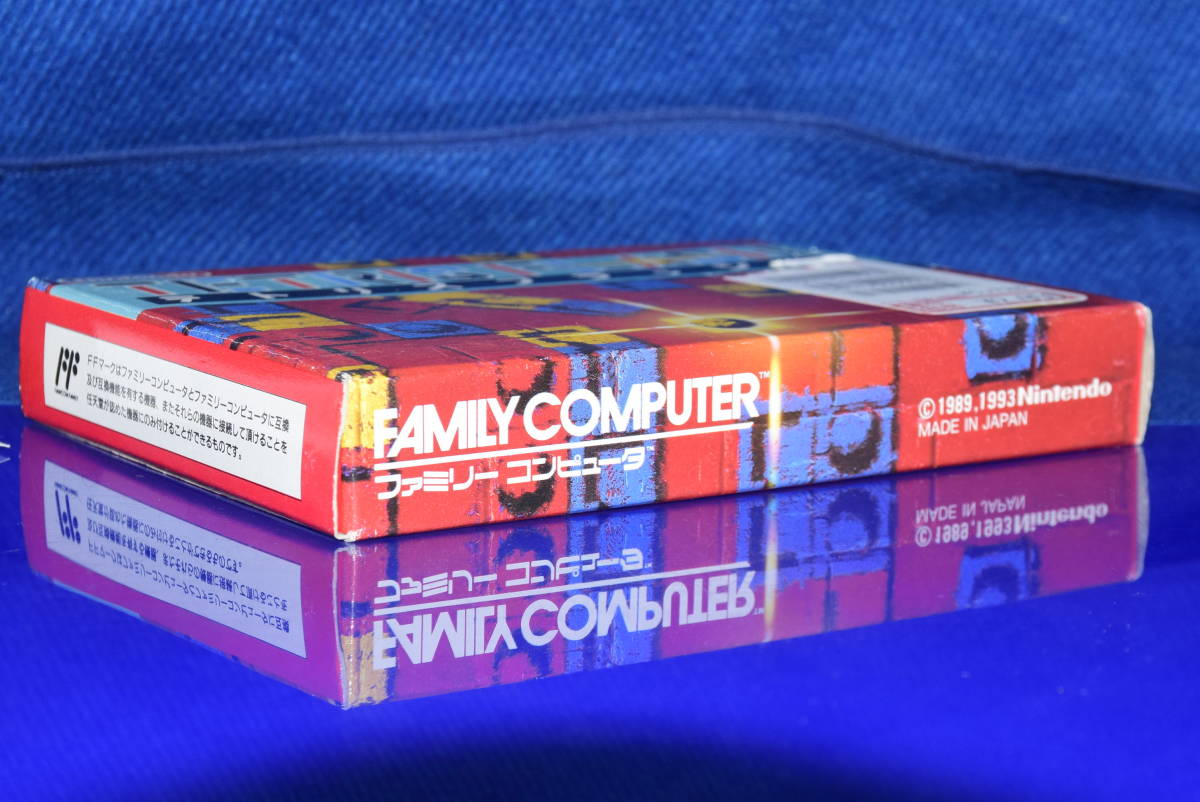 FFマークはファミリーコンピュータとファミリーコンピュータに互換
及び互換機能を有する機器、またそれらの機器に接続して頂けることを
任天堂が認めた機器にのみ付けることができるものです。
FAMILY COMPUTER™
ファミリー コンピュータ™
©1989,1993 Nintendo
MADE IN JAPAN